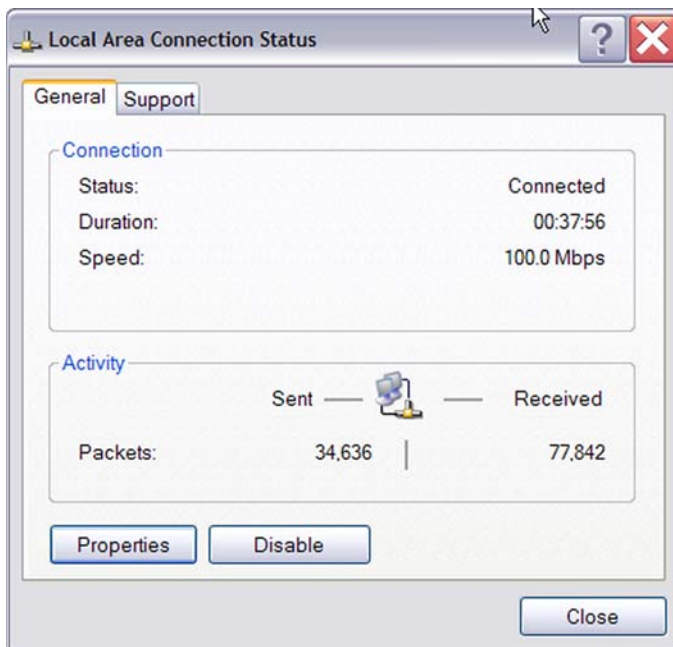 Local Area Connection Status
General Support
Connection
Status: Connected
Duration: 00:37:56
Speed: 100.0 Mbps
Activity
Sent Received
Packets: 34,636 77,842
Properties Disable
Close